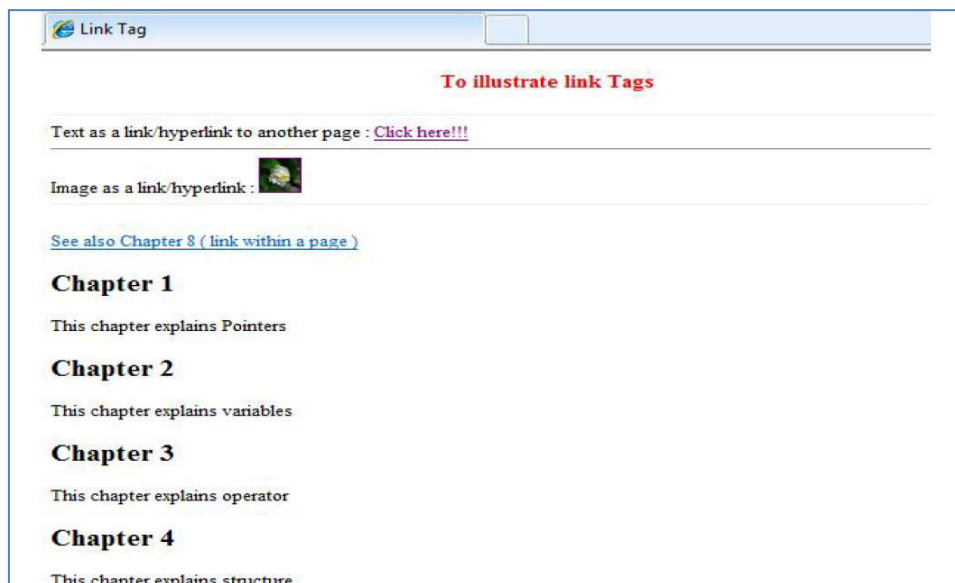 Link Tag
To illustrate link Tags
Text as a link/hyperlink to another page : Click here!!!
Image as a link/hyperlink :
See also Chapter 8 ( link within a page )
Chapter 1
This chapter explains Pointers
Chapter 2
This chapter explains variables
Chapter 3
This chapter explains operator
Chapter 4
This chapter explains structure